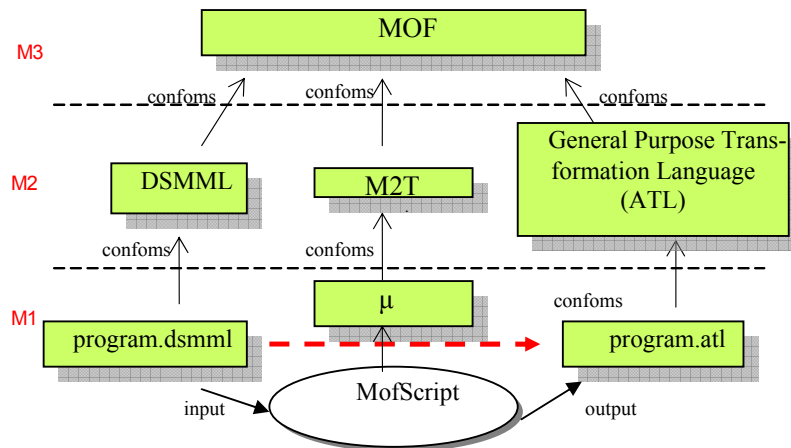 MOF
M3
confoms
confoms
confoms
General Purpose Trans-
formation Language
(ATL)
M2
DSMML
M2T
confoms
confoms
μ
confoms
M1
program.dsmml
program.atl
MofScript
input
output